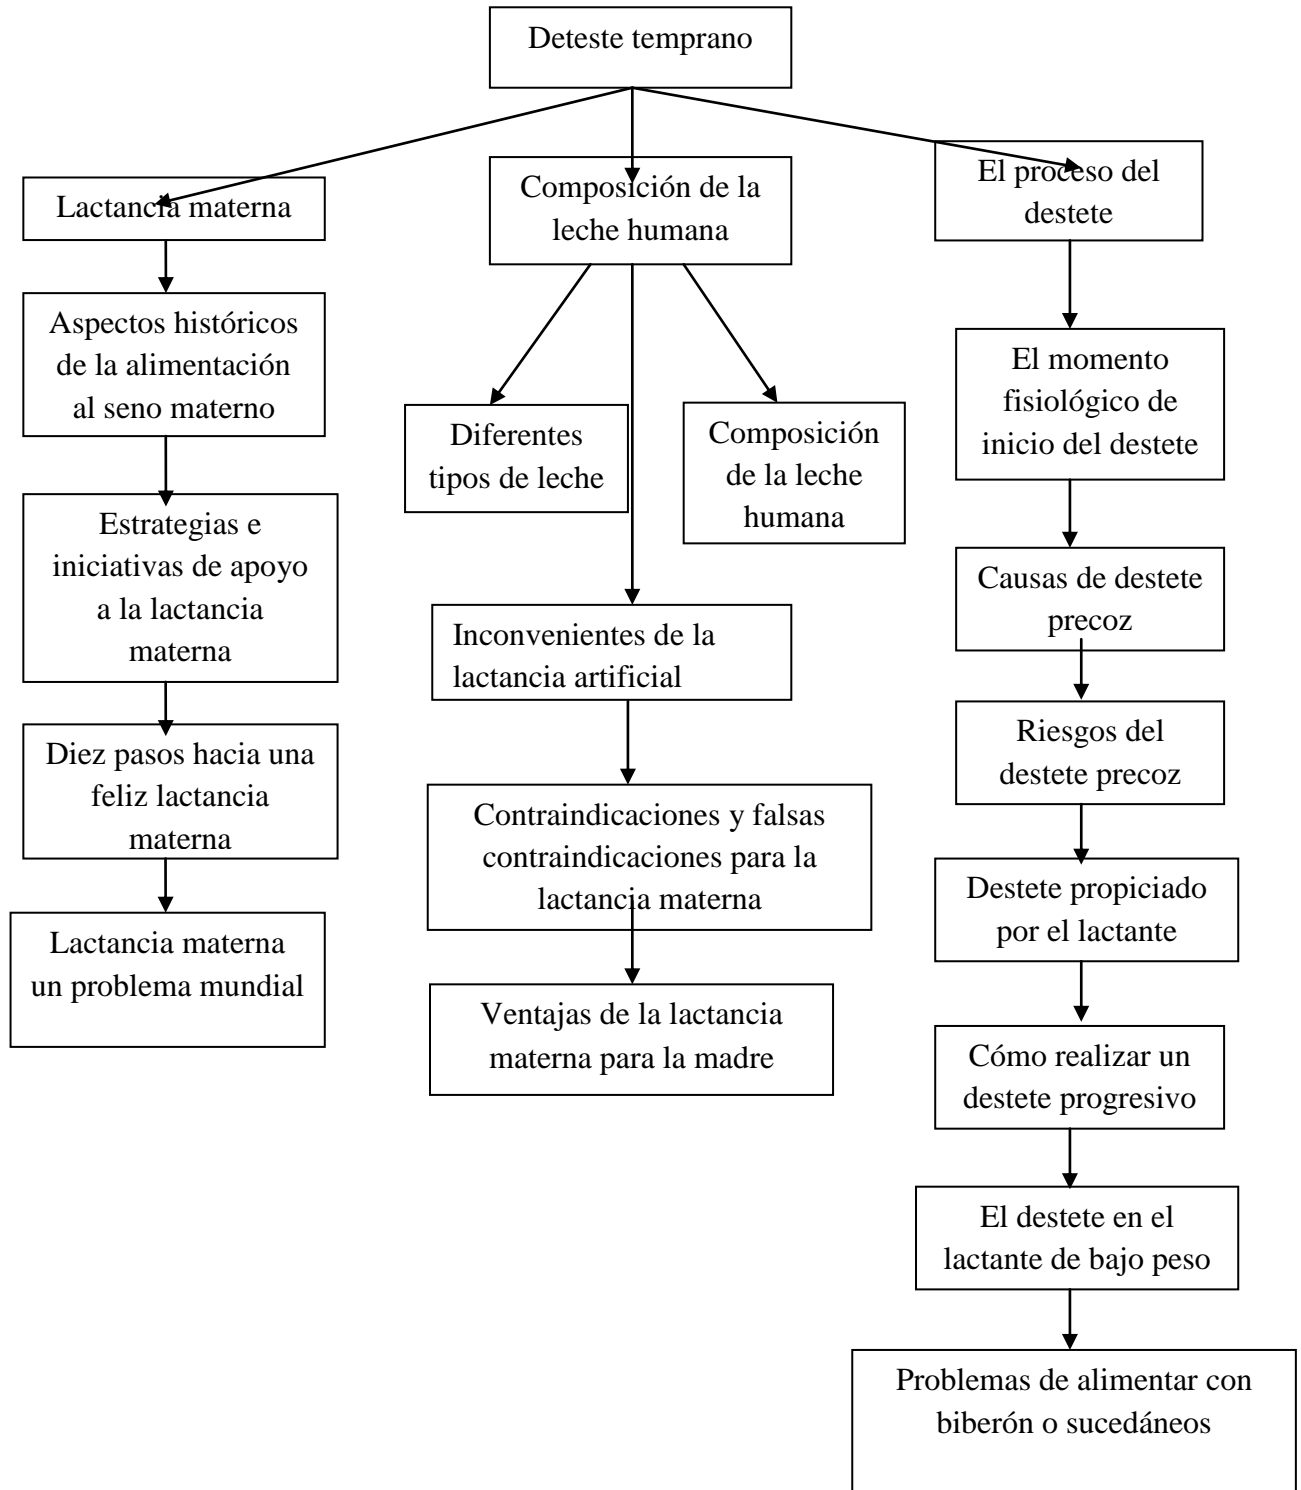 Deteste temprano
Lactancia materna
Aspectos históricos
de la alimentación
al seno materno
Estrategias e
iniciativas de apoyo
a la lactancia
materna
Diez pasos hacia una
feliz lactancia
materna
Lactancia materna
un problema mundial
Composición de la
leche humana
Diferentes
tipos de leche
Composición
de la leche
humana
Inconvenientes de la
lactancia artificial
Contraindicaciones y falsas
contraindicaciones para la
lactancia materna
Ventajas de la lactancia
materna para la madre
El proceso del
destete
El momento
fisiológico de
inicio del destete
Causas de destete
precoz
Riesgos del
destete precoz
Destete propiciado
por el lactante
Cómo realizar un
destete progresivo
El destete en el
lactante de bajo peso
Problemas de alimentar con
biberón o sucedáneos